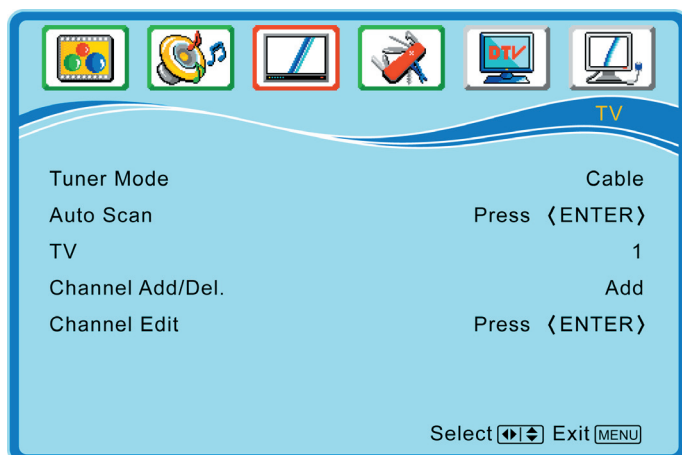 DTV
TV
Tuner Mode Cable
Auto Scan Press 〈ENTER〉
TV 1
Channel Add/Del. Add
Channel Edit Press 〈ENTER〉
Select Exit MENU